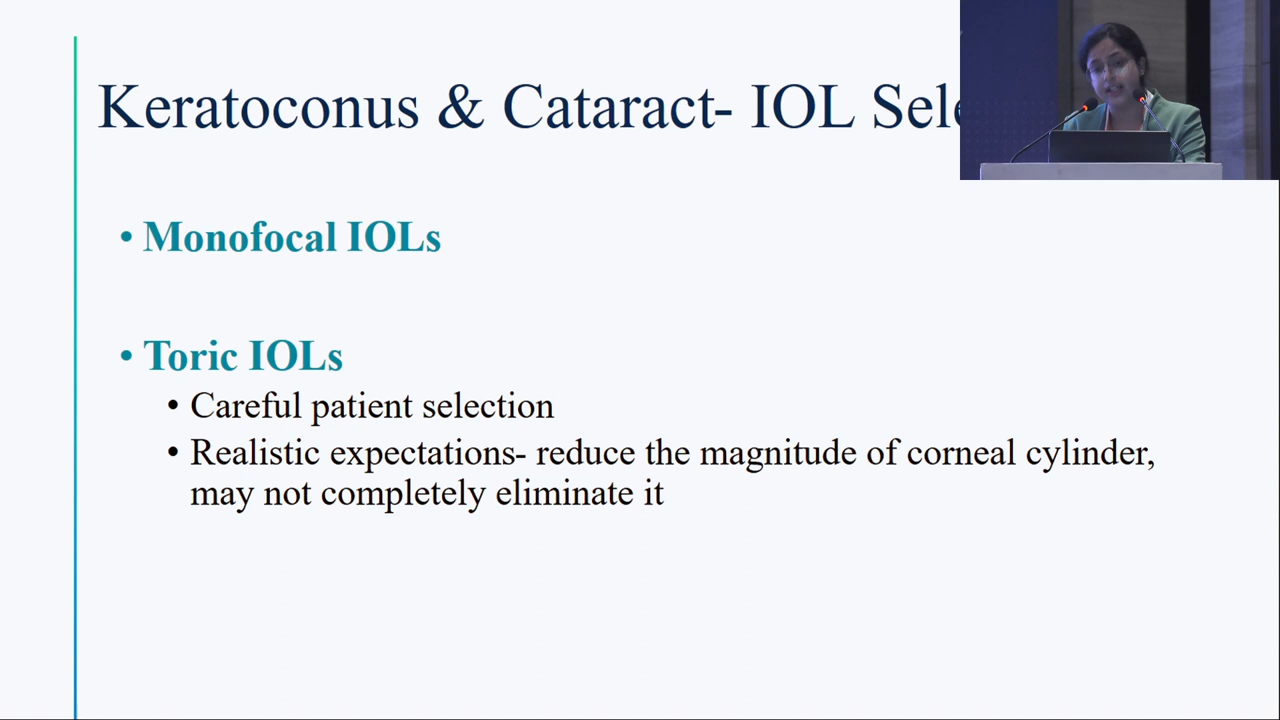 Keratoconus & Cataract- IOL
• Monofocal IOLs
• Toric IOLs
• Careful patient selection
• Realistic expectations- reduce the magnitude of corneal cylinder,
may not completely eliminate it